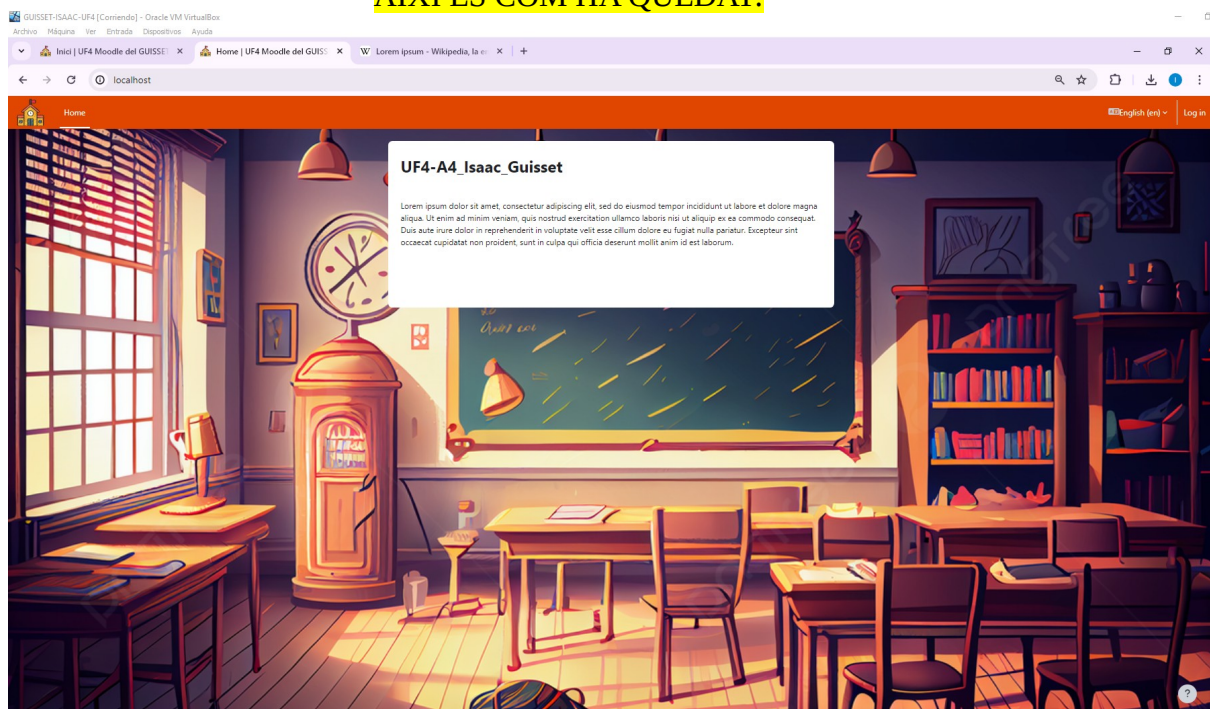 AIXÍ ÉS COM HA QUEDAT:
GUISSET-ISAAC-UF4 [Corriendo] - Oracle VM VirtualBox
Archivo Máquina Ver Entrada Dispositivos Ayuda
Inici | UF4 Moodle del GUISSET
Home | UF4 Moodle del GUISS
Lorem ipsum - Wikipedia, la en
localhost
Home
English (en)
Log in
UF4-A4_Isaac_Guisset
Lorem ipsum dolor sit amet, consectetur adipiscing elit, sed do eiusmod tempor incididunt ut labore et dolore magna
aliqua. Ut enim ad minim veniam, quis nostrud exercitation ullamco laboris nisi ut aliquip ex ea commodo consequat.
Duis aute irure dolor in reprehenderit in voluptate velit esse cillum dolore eu fugiat nulla pariatur. Excepteur sint
occaecat cupidatat non proident, sunt in culpa qui officia deserunt mollit anim id est laborum.
?